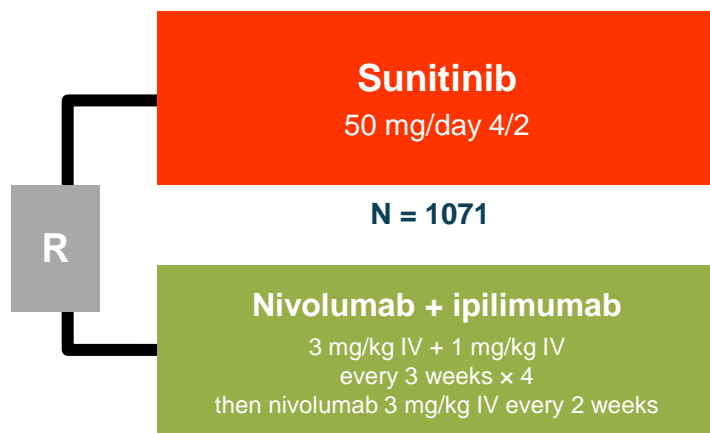 Sunitinib
50 mg/day 4/2
N = 1071
R
Nivolumab + ipilimumab
3 mg/kg IV + 1 mg/kg IV
every 3 weeks × 4
then nivolumab 3 mg/kg IV every 2 weeks